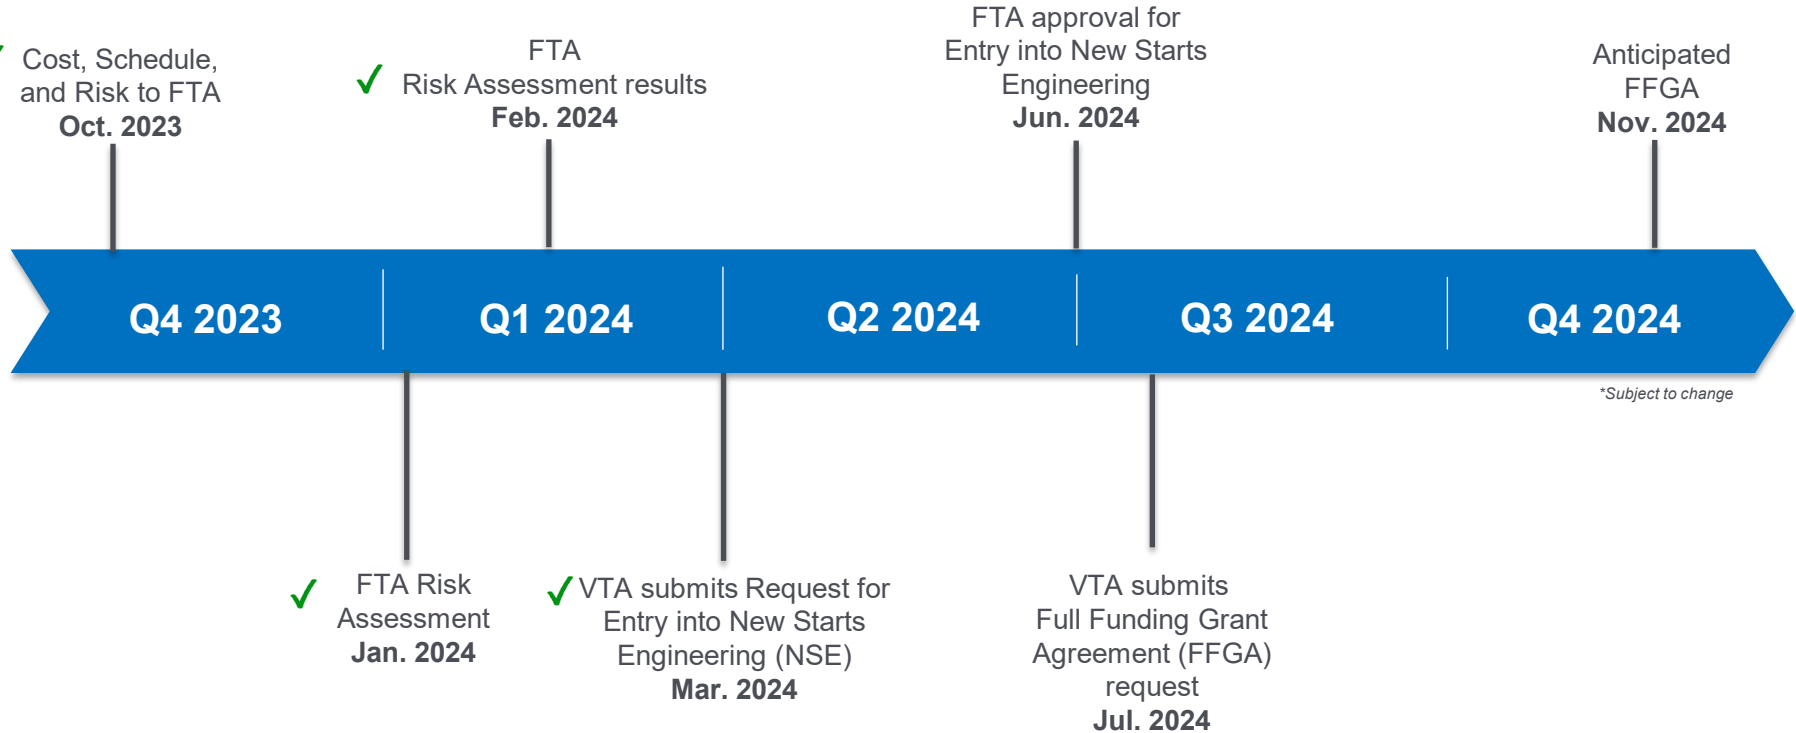 Cost, Schedule,
and Risk to FTA
Oct. 2023
FTA
Risk Assessment results
Feb. 2024
FTA approval for
Entry into New Starts
Engineering
Jun. 2024
Anticipated
FFGA
Nov. 2024
Q4 2023
Q1 2024
Q2 2024
Q3 2024
Q4 2024
*Subject to change
FTA Risk
Assessment
Jan. 2024
VTA submits Request for
Entry into New Starts
Engineering (NSE)
Mar. 2024
VTA submits
Full Funding Grant
Agreement (FFGA)
request
Jul. 2024